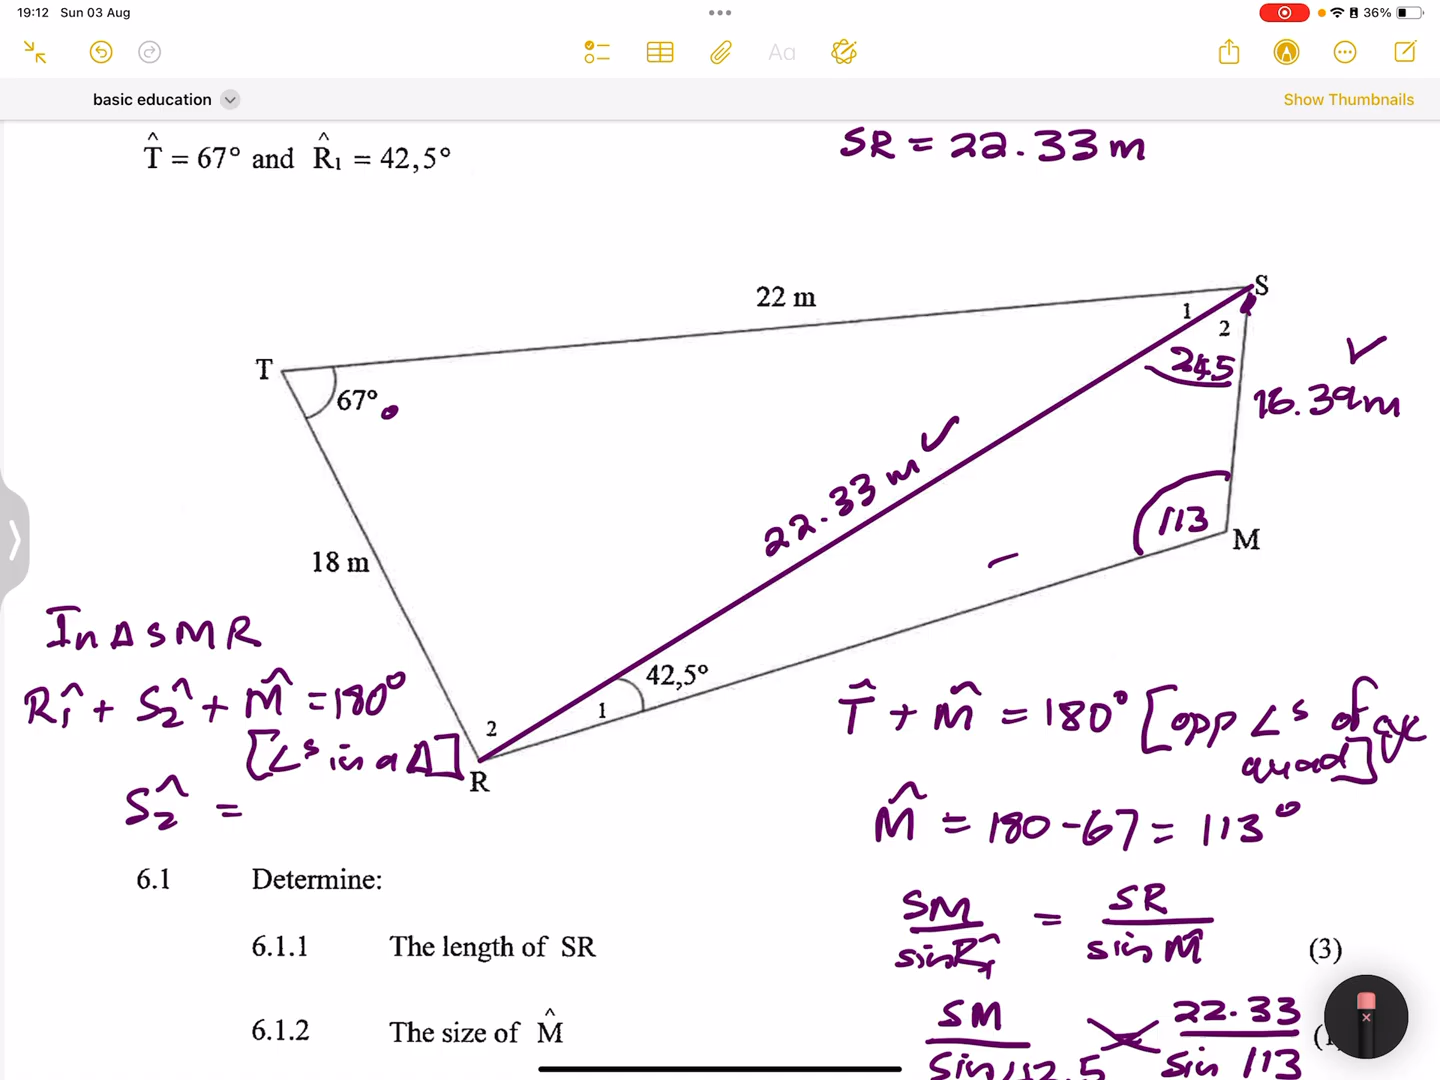 19:12 Sun 03 Aug
36%
Aa
basic education
Show Thumbnails
T̂ = 67° and R̂₁ = 42,5°
SR = 22.33 m
22 m
S
1
2
T
67°
24.5
16.39m
22.33 m
113
M
18 m
In Δ SMR
42,5°
1
2
R
R̂₁ + Ŝ₂ + M̂ = 180°
[∠s in a Δ]
Ŝ₂ =
T̂ + M̂ = 180° [opp ∠s of cyc
quad]
M̂ = 180 - 67 = 113°
6.1 Determine:
SM/sin R̂₁ = SR/sin M̂
6.1.1 The length of SR (3)
6.1.2 The size of M̂
SM/sin 42.5 22.33/sin 113